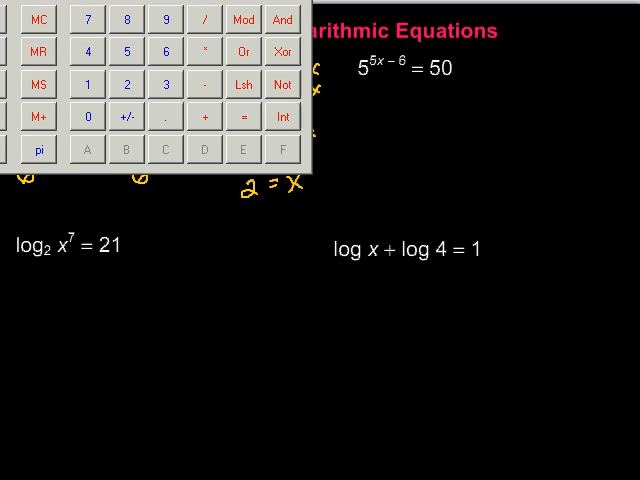 MC 7 8 9 / Mod And
MR 4 5 6 * Or Xor
MS 1 2 3 - Lsh Not
M+ 0 +/- . + = Int
pi A B C D E F
arithmic Equations
5^{5x – 6} = 50
2 = x
log₂ x⁷ = 21
log x + log 4 = 1